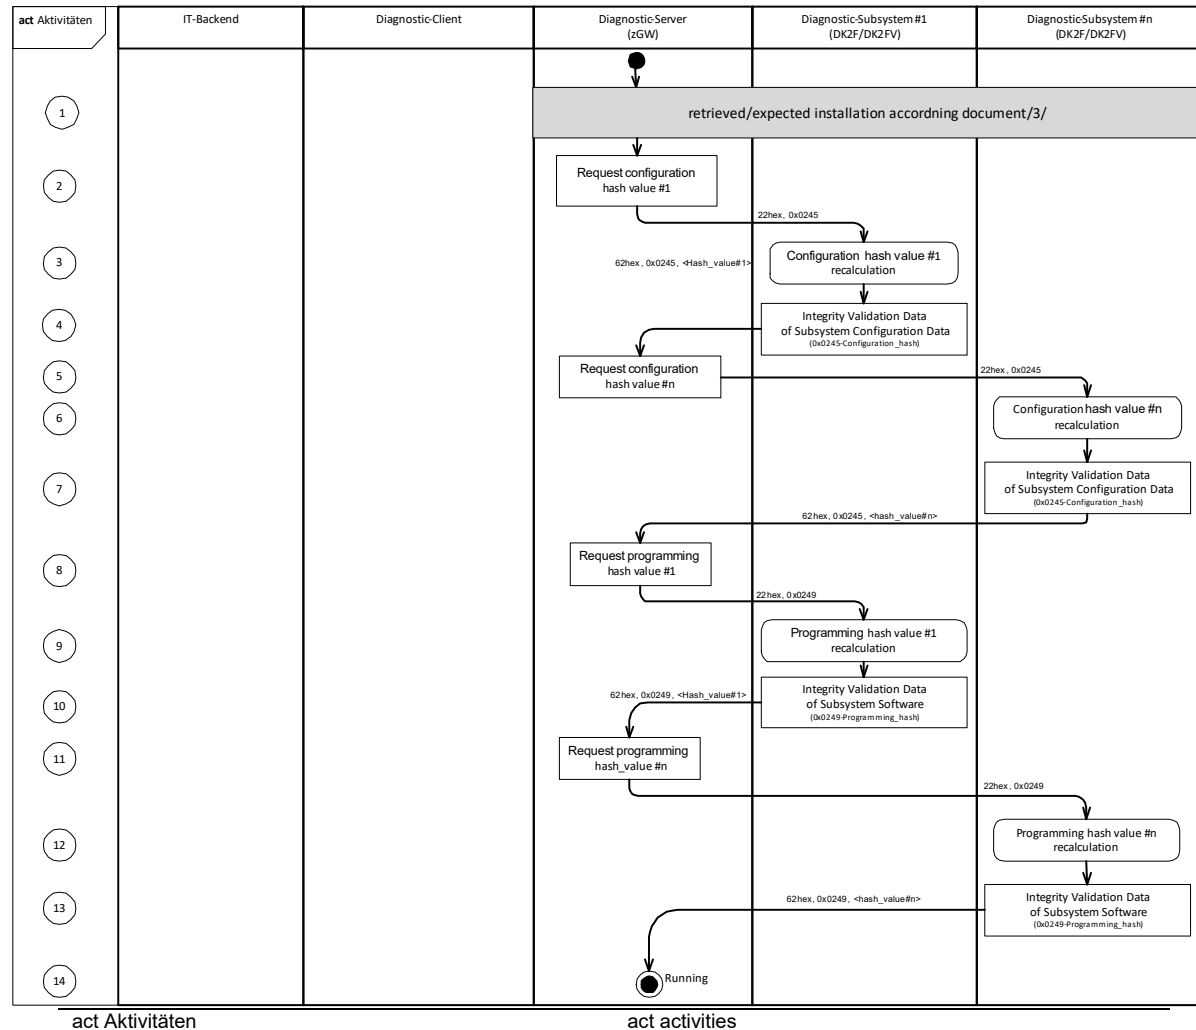 act Aktivitäten
IT-Backend
Diagnostic-Client
Diagnostic-Server
(zGW)
Diagnostic-Subsystem #1
(DK2F/DK2FV)
Diagnostic-Subsystem #n
(DK2F/DK2FV)
1
retrieved/expected installation accordning document/3/
2
Request configuration
hash value #1
22hex, 0x0245
3
62hex, 0x0245, <Hash_value#1>
Configuration hash value #1
recalculation
4
Integrity Validation Data
of Subsystem Configuration Data
(0x0245-Configuration_hash)
5
Request configuration
hash value #n
22hex, 0x0245
6
Configuration hash value #n
recalculation
7
Integrity Validation Data
of Subsystem Configuration Data
(0x0245-Configuration_hash)
62hex, 0x0245, <hash_value#n>
8
Request programming
hash value #1
22hex, 0x0249
9
Programming hash value #1
recalculation
10
62hex, 0x0249, <Hash_value#1>
Integrity Validation Data
of Subsystem Software
(0x0249-Programming_hash)
11
Request programming
hash_value #n
22hex, 0x0249
12
Programming hash value #n
recalculation
13
62hex, 0x0249, <hash_value#n>
Integrity Validation Data
of Subsystem Software
(0x0249-Programming_hash)
14
Running
act Aktivitäten
act activities